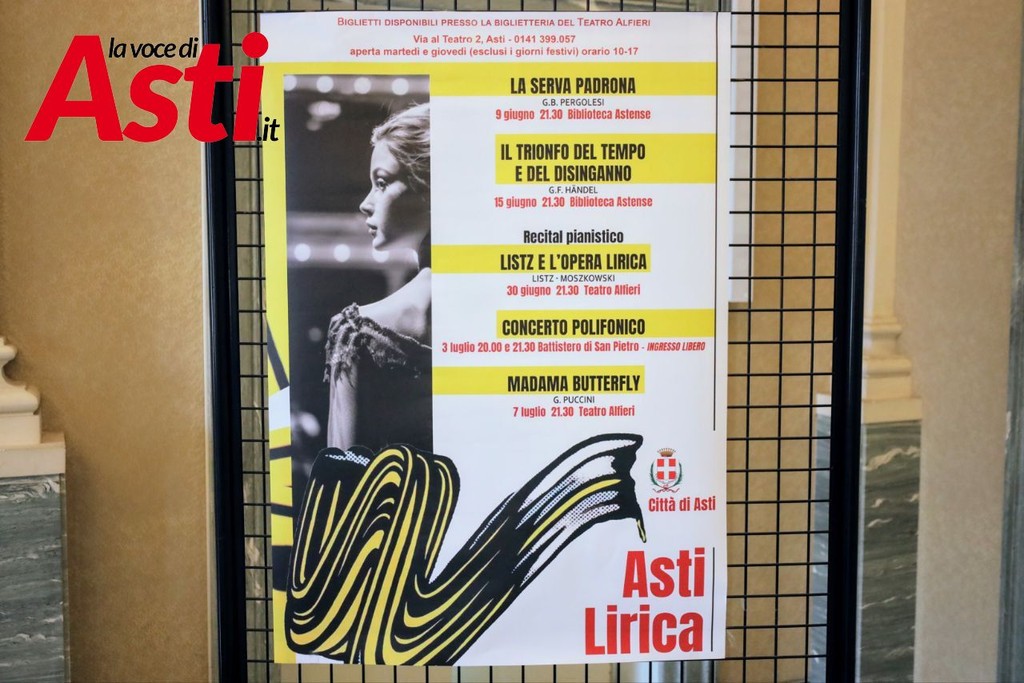 la voce di
Asti.it
BIGLIETTI DISPONIBILI PRESSO LA BIGLIETTERIA DEL TEATRO ALFIERI
Via al Teatro 2, Asti - 0141 399.057
aperta martedì e giovedì (esclusi i giorni festivi) orario 10-17
LA SERVA PADRONA
G.B. PERGOLESI
9 giugno 21.30 Biblioteca Astense
IL TRIONFO DEL TEMPO
E DEL DISINGANNO
G.F. HÄNDEL
15 giugno 21.30 Biblioteca Astense
Recital pianistico
LISTZ E L'OPERA LIRICA
LISTZ - MOSZKOWSKI
30 giugno 21.30 Teatro Alfieri
CONCERTO POLIFONICO
3 luglio 20.00 e 21.30 Battistero di San Pietro - INGRESSO LIBERO
MADAMA BUTTERFLY
G. PUCCINI
7 luglio 21.30 Teatro Alfieri
Città di Asti
Asti
Lirica